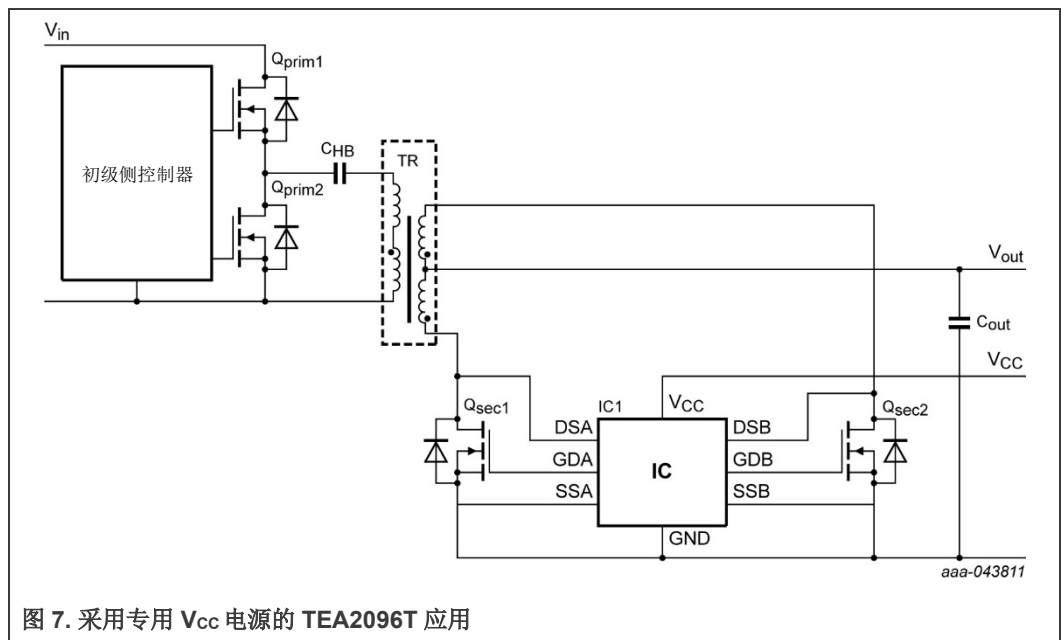 Vin
Qprim1
初级侧控制器
CHB
TR
Qprim2
Vout
Cout
VCC
Qsec1
IC1
VCC
Qsec2
DSA
DSB
GDA
IC
GDB
SSA
SSB
GND
aaa-043811
图 7. 采用专用 Vcc 电源的 TEA2096T 应用